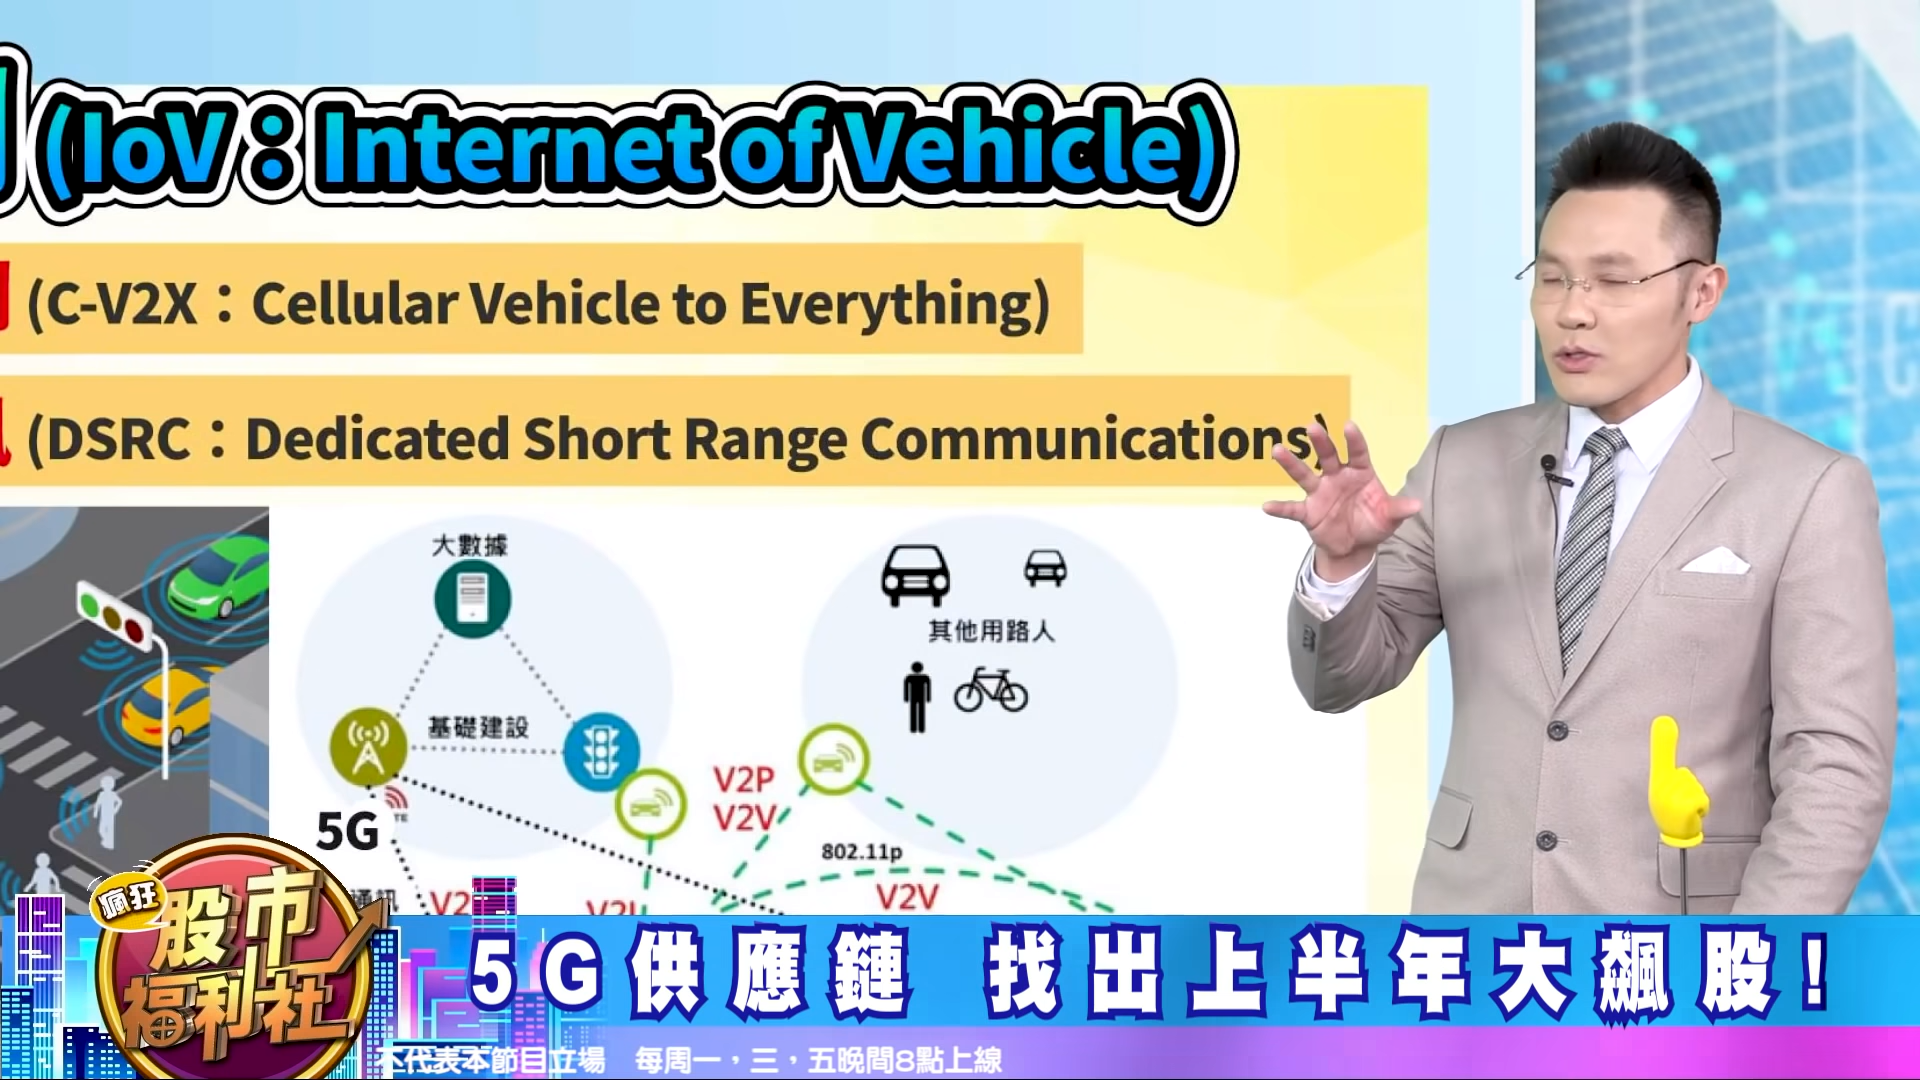 (IoV：Internet of Vehicle)
(C-V2X：Cellular Vehicle to Everything)
(DSRC：Dedicated Short Range Communications)
大數據
其他用路人
基礎建設
V2P
V2V
5G
802.11p
V2V
通訊
瘋狂
股市
福利社
5G供應鏈 找出上半年大飆股!
不代表本節目立場 每周一，三，五晚間8點上線